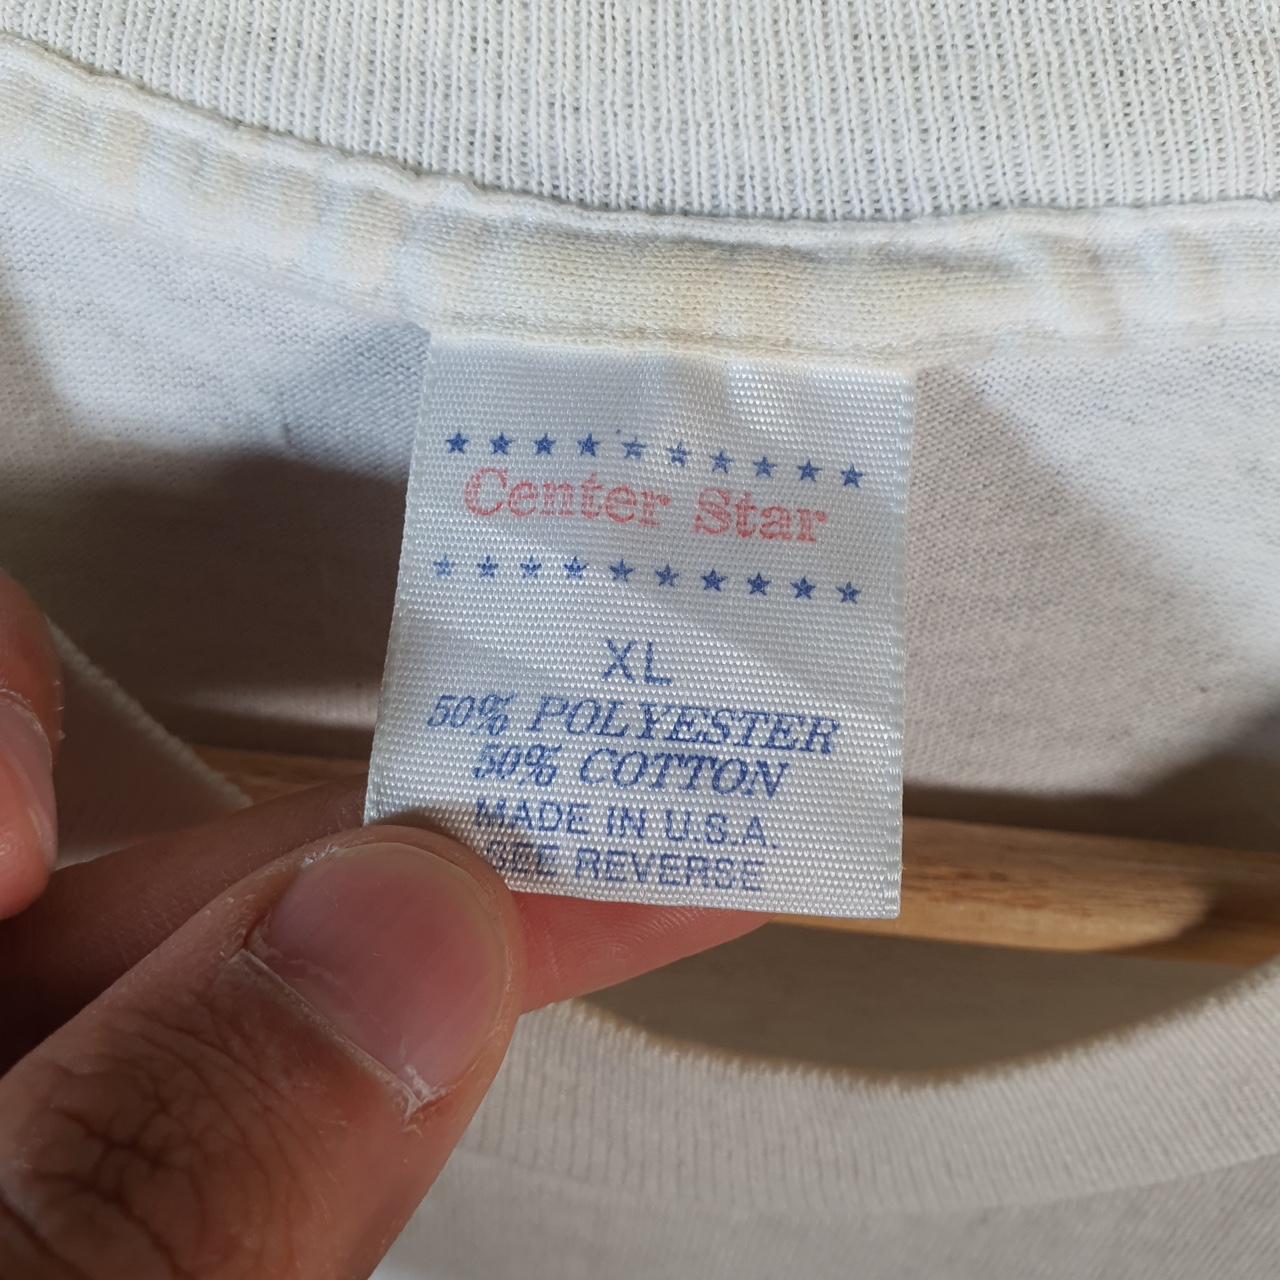 Center Star
XL
50% POLYESTER
50% COTTON
MADE IN U.S.A.
SEE REVERSE